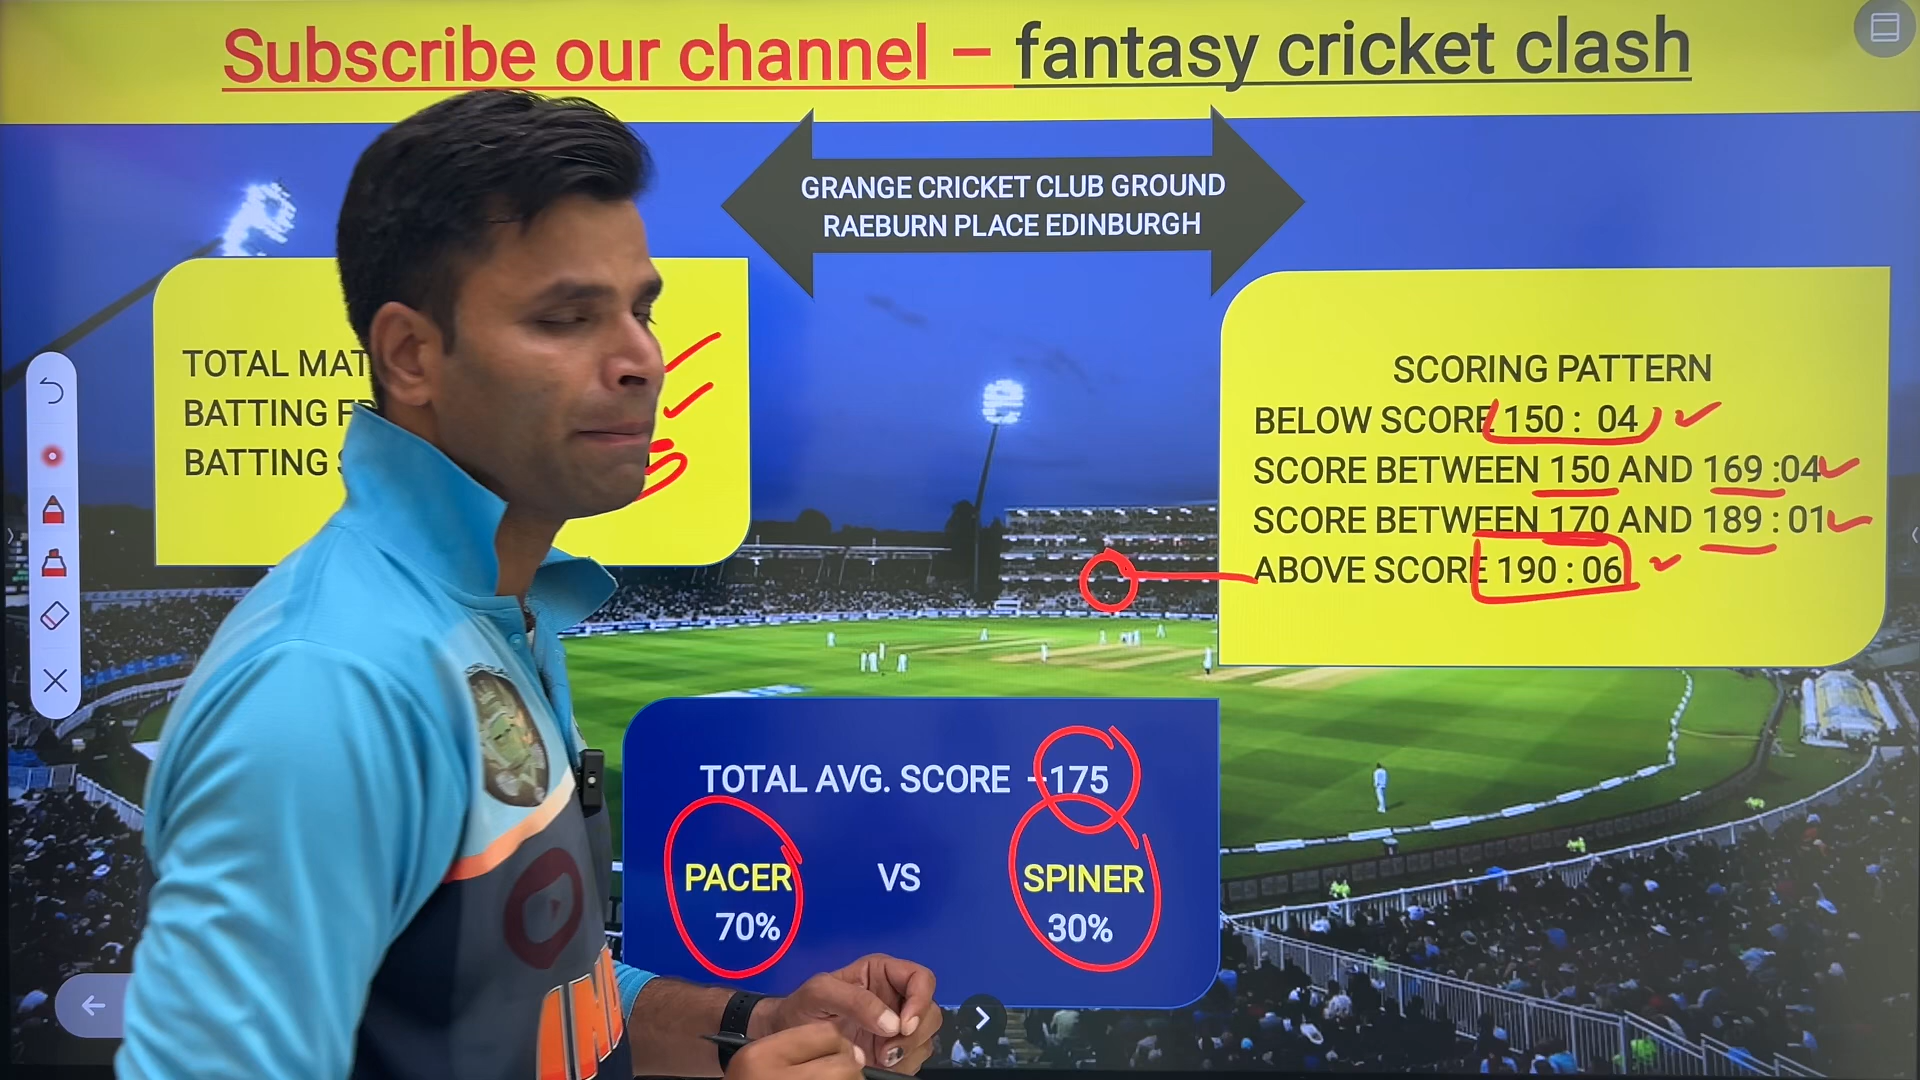 Subscribe our channel – fantasy cricket clash
GRANGE CRICKET CLUB GROUND
RAEBURN PLACE EDINBURGH
TOTAL
BATTING
BATTING
SCORING PATTERN
BELOW SCORE 150 : 04
SCORE BETWEEN 150 AND 169 :04
SCORE BETWEEN 170 AND 189 : 01
ABOVE SCORE 190 : 06
TOTAL AVG. SCORE -175
PACER VS SPINER
70% 30%